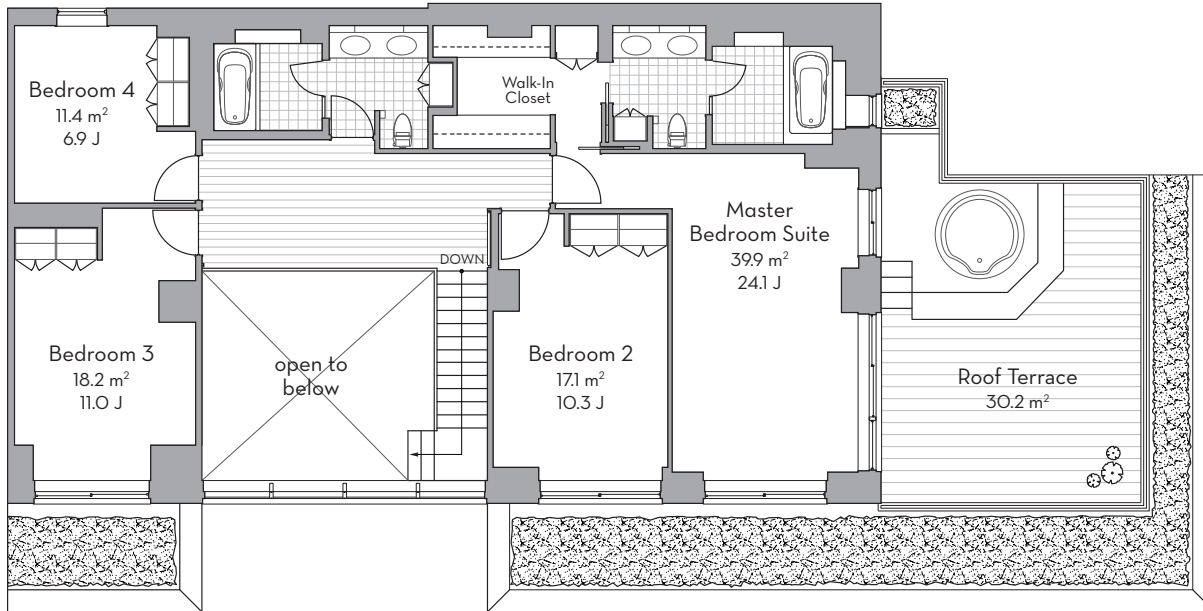 Bedroom 4
11.4 m²
6.9 J
Walk-In
Closet
Master
Bedroom Suite
39.9 m²
24.1 J
DOWN
Bedroom 3
18.2 m²
11.0 J
open to
below
Bedroom 2
17.1 m²
10.3 J
Roof Terrace
30.2 m²